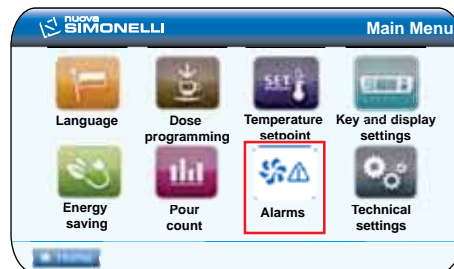 nuova
SIMONELLI
Main Menu
Language
Dose
programming
Temperature
setpoint
Key and display
settings
SET
Energy
saving
Pour
count
Alarms
Technical
settings
Home